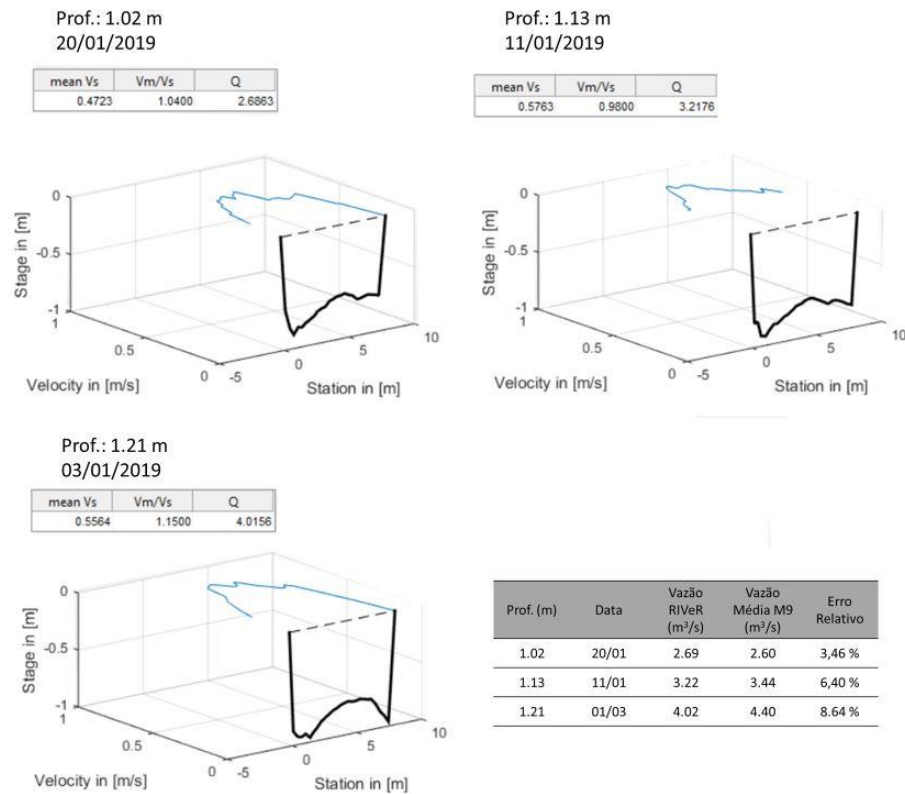 Prof.: 1.02 m
20/01/2019
mean Vs Vm/Vs Q
0.4723 1.0400 2.6863
0
-0.5
-1
Stage in [m]
1
0.5
0
Velocity in [m/s]
-5
0
5
10
Station in [m]
Prof.: 1.13 m
11/01/2019
mean Vs Vm/Vs Q
0.5763 0.9800 3.2176
0
-0.5
-1
Stage in [m]
1
0.5
0
Velocity in [m/s]
-5
0
5
10
Station in [m]
Prof.: 1.21 m
03/01/2019
mean Vs Vm/Vs Q
0.5564 1.1500 4.0156
0
-0.5
-1
Stage in [m]
1
0.5
0
Velocity in [m/s]
-5
0
5
10
Station in [m]
Prof. (m) Data Vazão RIVeR (m³/s) Vazão Média M9 (m³/s) Erro Relativo
1.02 20/01 2.69 2.60 3,46 %
1.13 11/01 3.22 3.44 6,40 %
1.21 01/03 4.02 4.40 8.64 %